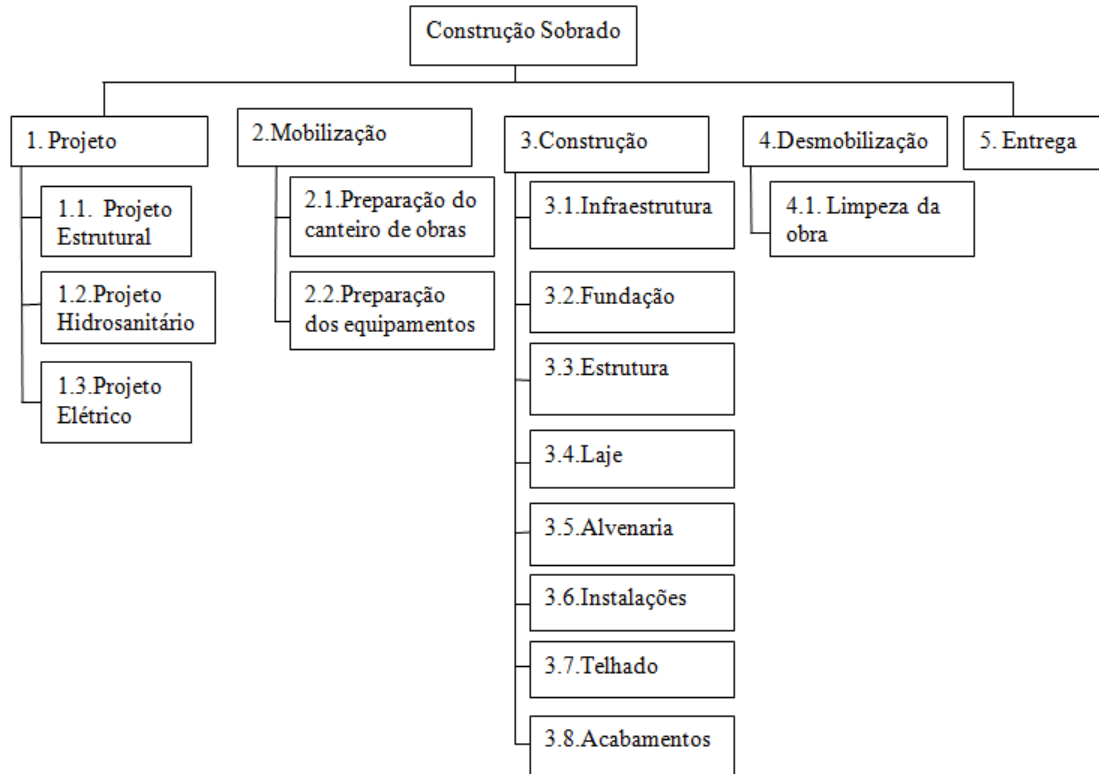 Construção Sobrado
1. Projeto
1.1. Projeto
Estrutural
1.2.Projeto
Hidrosanitário
1.3.Projeto
Elétrico
2.Mobilização
2.1.Preparação do
canteiro de obras
2.2.Preparação
dos equipamentos
3.Construção
3.1.Infraestrutura
3.2.Fundação
3.3.Estrutura
3.4.Laje
3.5.Alvenaria
3.6.Instalações
3.7.Telhado
3.8.Acabamentos
4.Desmobilização
4.1. Limpeza da
obra
5. Entrega